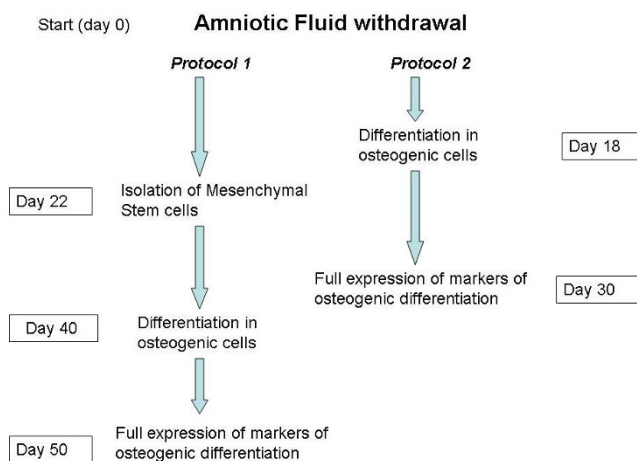 Start (day 0)
Amniotic Fluid withdrawal
Protocol 1
Protocol 2
Differentiation in
osteogenic cells
Day 18
Day 22
Isolation of Mesenchymal
Stem cells
Full expression of markers of
osteogenic differentiation
Day 30
Day 40
Differentiation in
osteogenic cells
Day 50
Full expression of markers of
osteogenic differentiation